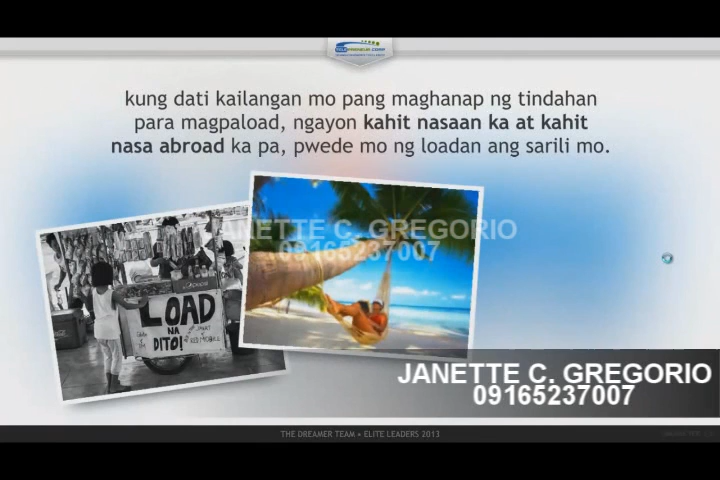 kung dati kailangan mo pang maghanap ng tindahan
para magpaload, ngayon kahit nasaan ka at kahit
nasa abroad ka pa, pwede mo ng loadan ang sarili mo.
JANETTE C. GREGORIO
09165237007
LOAD
NA
DITO!
JANETTE C. GREGORIO
09165237007
THE DREAMER TEAM • ELITE LEADERS 2013